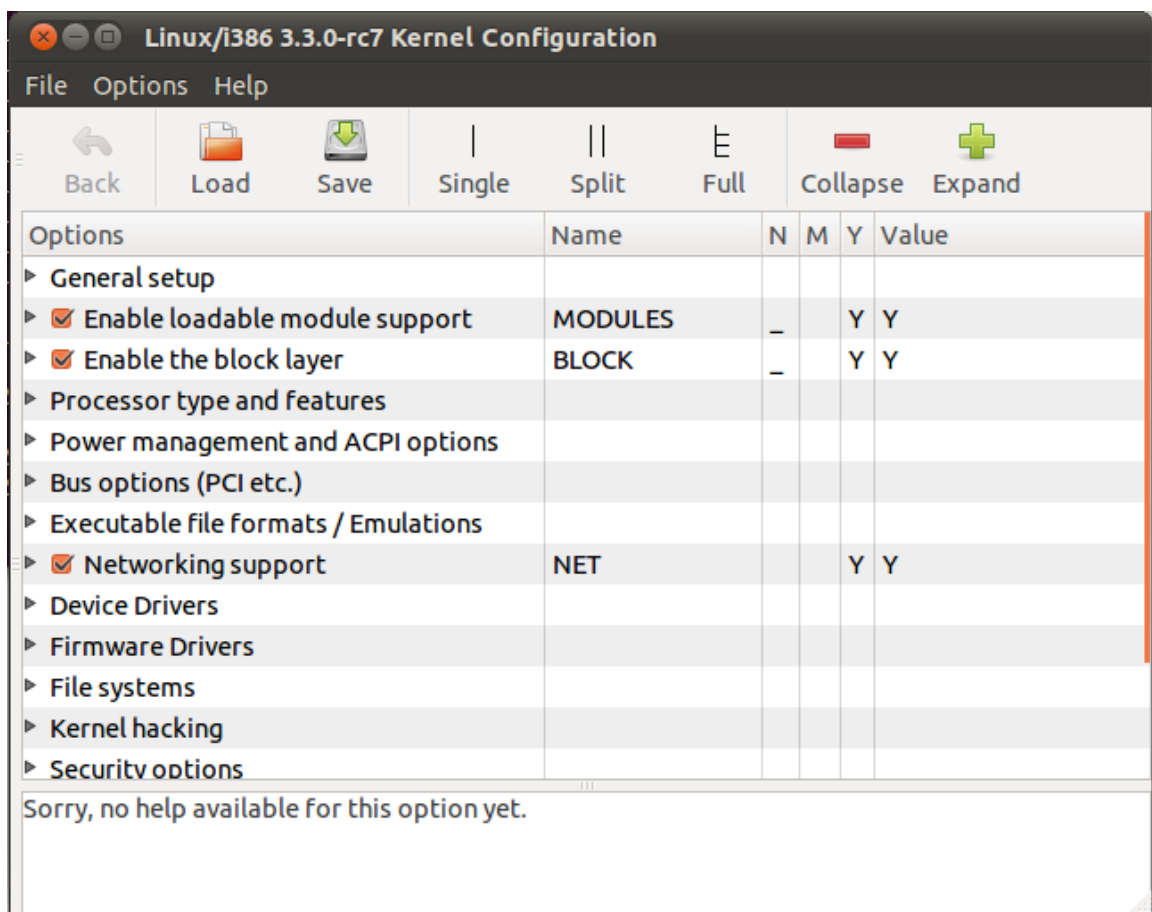 Linux/i386 3.3.0-rc7 Kernel Configuration
File Options Help
Back Load Save Single Split Full Collapse Expand
Options Name N M Y Value
General setup
Enable loadable module support MODULES _ Y Y
Enable the block layer BLOCK _ Y Y
Processor type and features
Power management and ACPI options
Bus options (PCI etc.)
Executable file formats / Emulations
Networking support NET Y Y
Device Drivers
Firmware Drivers
File systems
Kernel hacking
Security options
Sorry, no help available for this option yet.